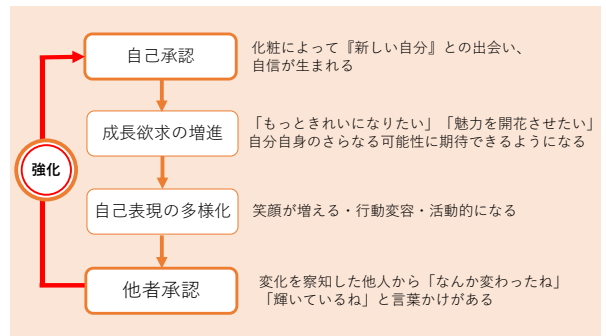 自己承認
化粧によって『新しい自分』との出会い、
自信が生まれる
成長欲求の増進
「もっときれいになりたい」「魅力を開花させたい」
自分自身のさらなる可能性に期待できるようになる
強化
自己表現の多様化
笑顔が増える・行動変容・活動的になる
他者承認
変化を察知した他人から「なんか変わったね」
「輝いているね」と言葉かけがある